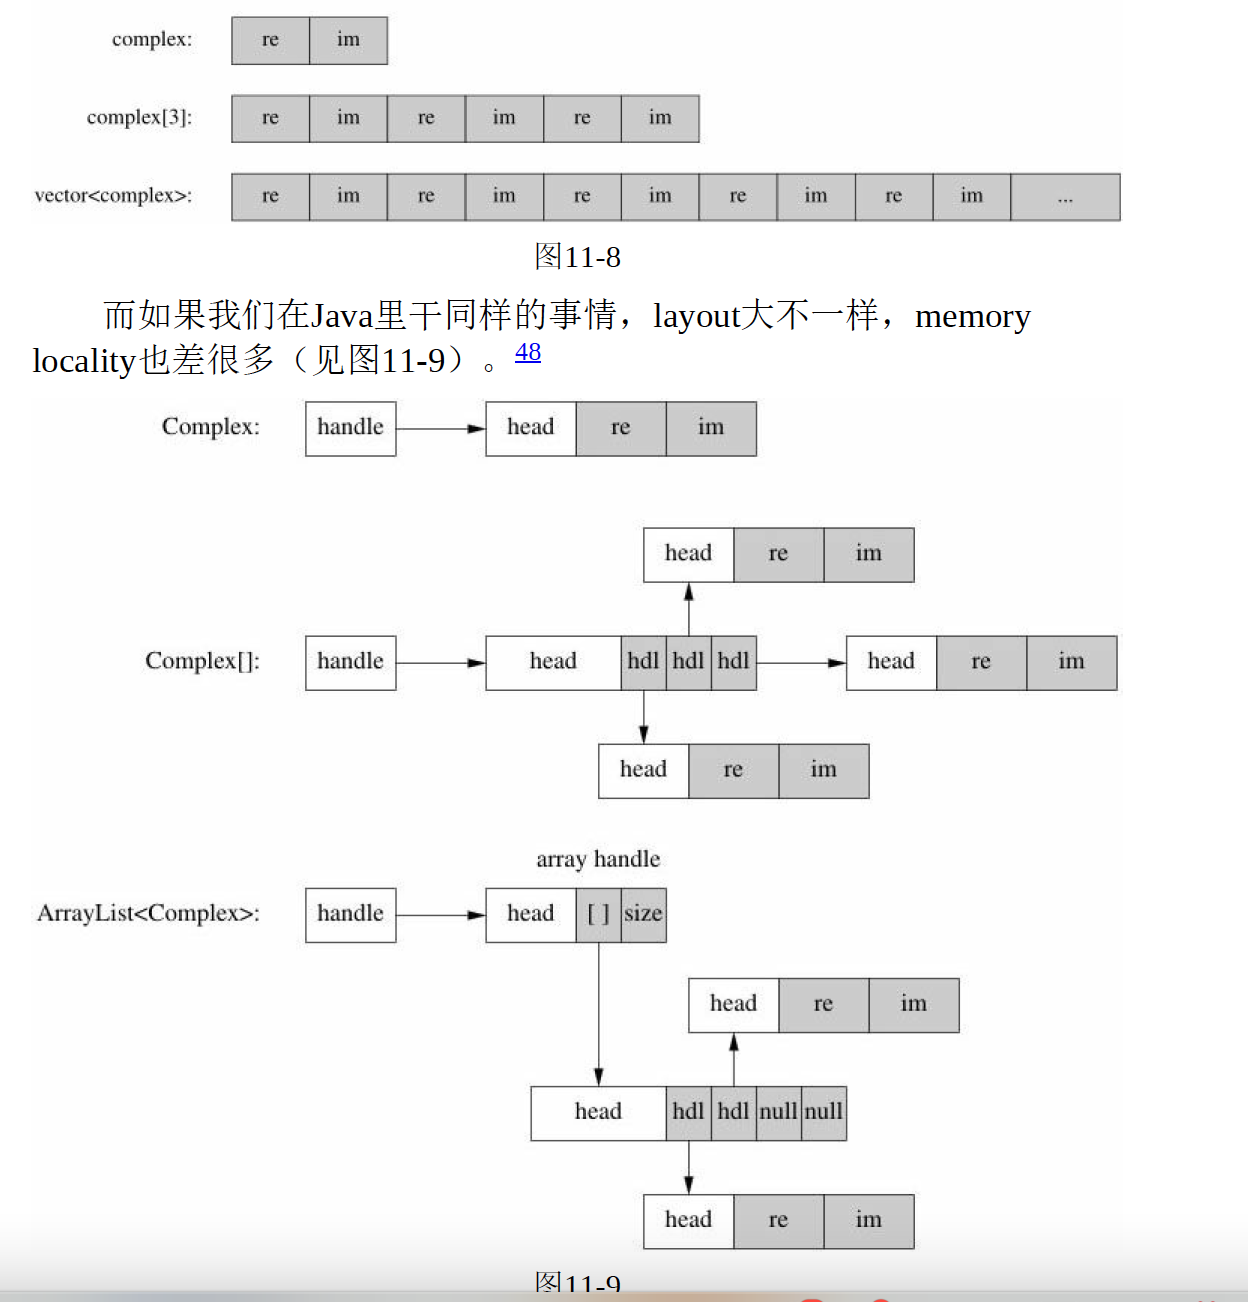 complex: re im
complex[3]: re im re im re im
vector<complex>: re im re im re im re im re im ...
图11-8
而如果我们在Java里干同样的事情，layout大不一样，memory
locality也差很多（见图11-9）。48
Complex: handle head re im
head re im
Complex[]: handle head hdl hdl hdl head re im
head re im
array handle
ArrayList<Complex>: handle head [ ] size
head re im
head hdl hdl null null
head re im
图11-9